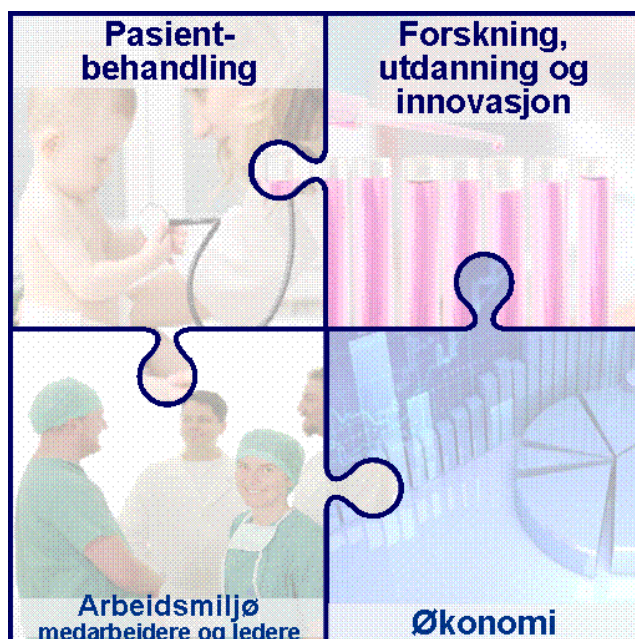 Pasient-
behandling
Forskning,
utdanning og
innovasjon
Arbeidsmiljø
medarbeidere og ledere
Økonomi